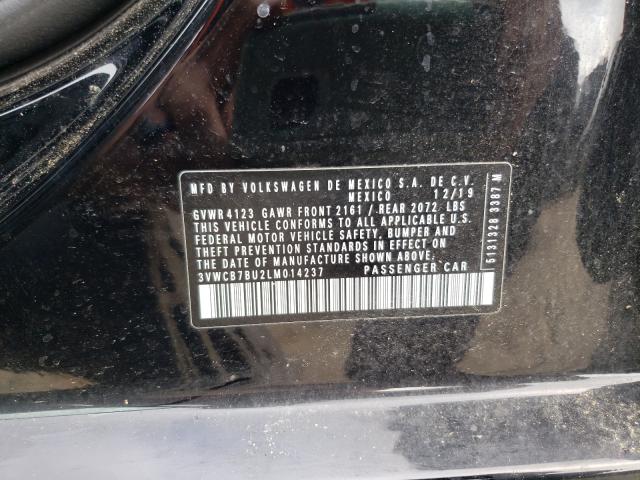 MFD BY VOLKSWAGEN DE MEXICO S.A. DE C.V.
MEXICO 12/19
GVWR 4123 GAWR FRONT 2161 / REAR 2072 LBS
THIS VEHICLE CONFORMS TO ALL APPLICABLE U.S.
FEDERAL MOTOR VEHICLE SAFETY, BUMPER AND
THEFT PREVENTION STANDARDS IN EFFECT ON
THE DATE OF MANUFACTURE SHOWN ABOVE.
3VWCB7BU2LM014237 PASSENGER CAR
5131328 3387 M